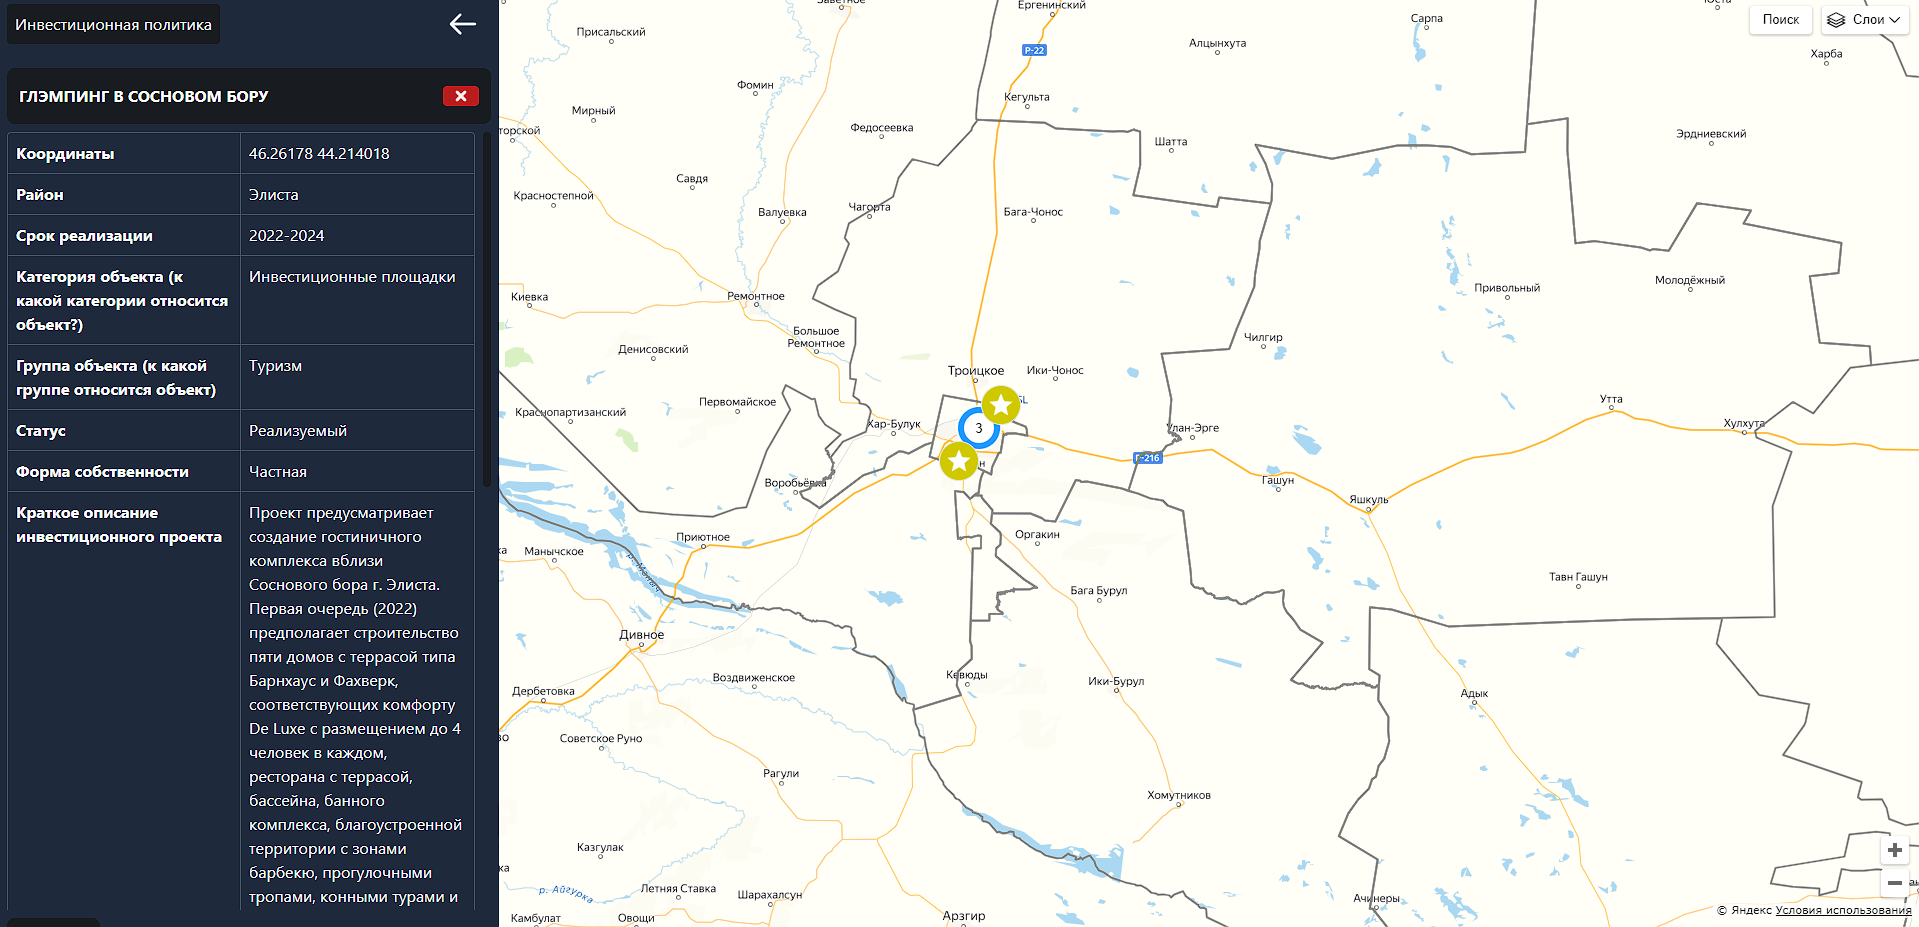 Инвестиционная политика
ГЛЭМПИНГ В СОСНОВОМ БОРУ
Координаты
46.26178 44.214018
Район
Элиста
Срок реализации
2022-2024
Категория объекта (к
какой категории относится
объект?)
Инвестиционные площадки
Группа объекта (к какой
группе относится объект)
Туризм
Статус
Реализуемый
Форма собственности
Частная
Краткое описание
инвестиционного проекта
Проект предусматривает
создание гостиничного
комплекса вблизи
Соснового бора г. Элиста.
Первая очередь (2022)
предполагает строительство
пяти домов с террасой типа
Барнхаус и Фахверк,
соответствующих комфорту
De Luxe с размещением до 4
человек в каждом,
ресторана с террасой,
бассейна, банного
комплекса, благоустроенной
территории с зонами
барбекю, прогулочными
тропами, конными турами и
Поиск
Слои
Ергенинский
Сарпа
Присальский
Р-22
Алцынхута
Харба
Фомин
Кегульта
Мирный
торской
Федосеевка
Шатта
Эрдниевский
Савдя
Красностепной
Валуевка
Чагорта
Бага-Чонос
Киевка
Ремонтное
Привольный
Молодёжный
Большое
Ремонтное
Денисовский
Чилгир
Троицкое
Ики-Чонос
Первомайское
Краснопартизанский
Хар-Булук
3
Улан-Эрге
Утта
Хулхута
Р-216
Воробьёвка
Гашун
Яшкуль
Приютное
Оргакин
Манычское
р. Маныч
Тавн Гашун
Бага Бурул
Дивное
Кевюды
Воздвиженское
Ики-Бурул
Дербетовка
Адык
Советское Руно
Рагули
Хомутников
Казгулак
р. Айгурка
Летняя Ставка
Шарахалсун
Ачинеры
Камбулат
Овощи
Арзгир
© Яндекс Условия использования